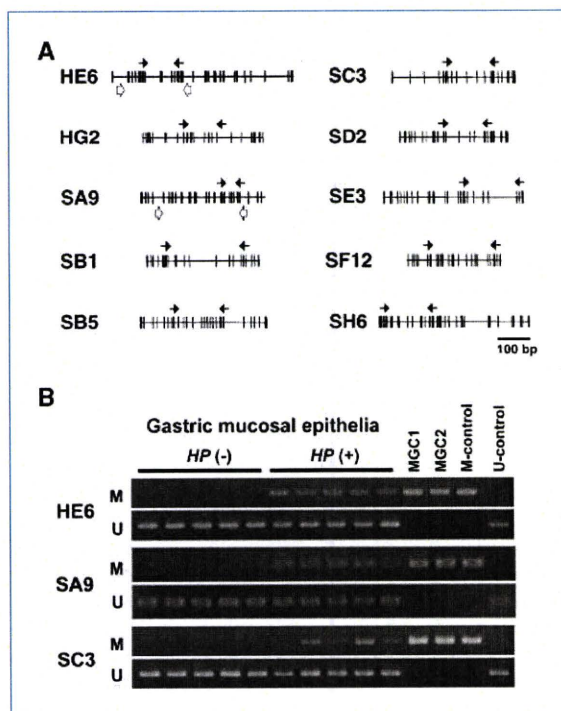 A
HE6
SC3
HG2
SD2
SA9
SE3
SB1
SF12
SB5
SH6
100 bp
B
Gastric mucosal epithelia
HP (-)
HP (+)
MGC1
MGC2
M-control
U-control
HE6
M
U
SA9
M
U
SC3
M
U